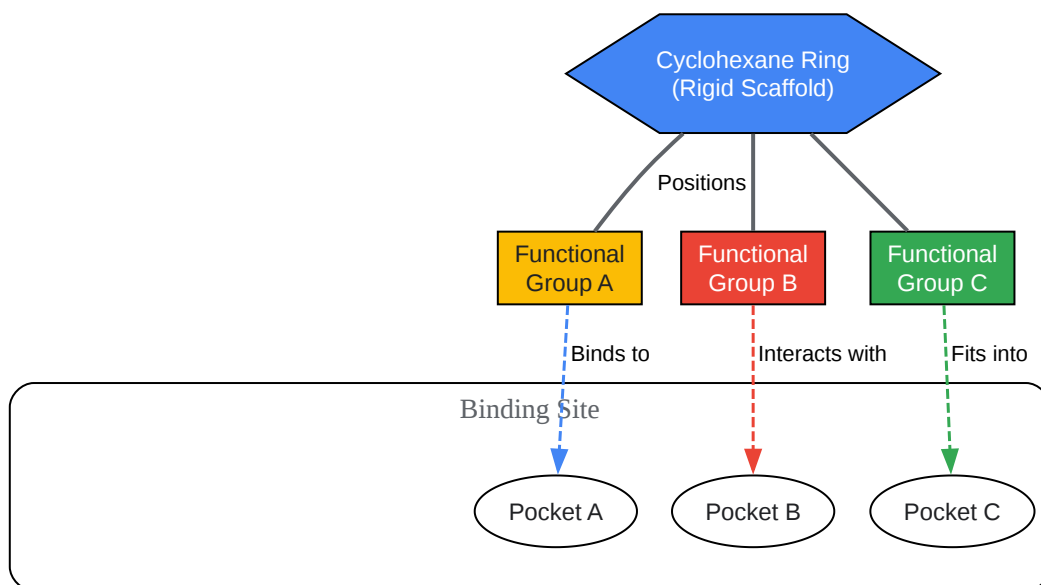 Cyclohexane Ring
(Rigid Scaffold)
Positions
Functional
Group A
Functional
Group B
Functional
Group C
Binds to
Interacts with
Fits into
Binding Site
Pocket A
Pocket B
Pocket C